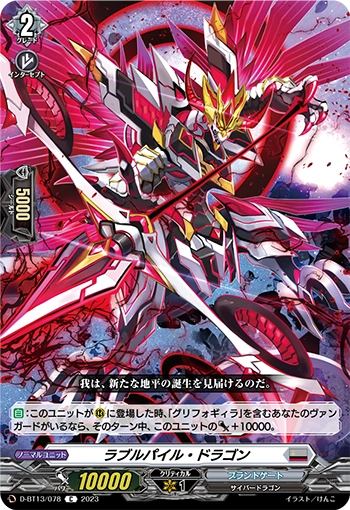 2
グレード
インターセプト
5000
シールド
我は、新たな地平の誕生を見届けるのだ。
自:このユニットがRに登場した時、「グリフォギィラ」を含むあなたのヴァン
ガードがいるなら、そのターン中、このユニットの+10000。
ノーマルユニット
ラブルパイル・ドラゴン
パワー
10000
クリティカル
1
ブラントゲート
サイバードラゴン
D-BT13/078 C 2023
イラスト/けんこ